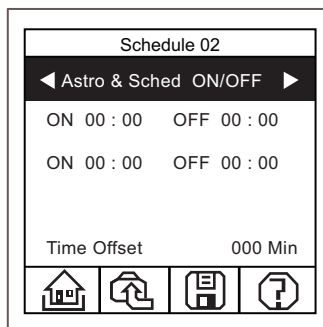 Schedule 02
Astro & Sched ON/OFF
ON 00 : 00 OFF 00 : 00
ON 00 : 00 OFF 00 : 00
Time Offset 000 Min
?